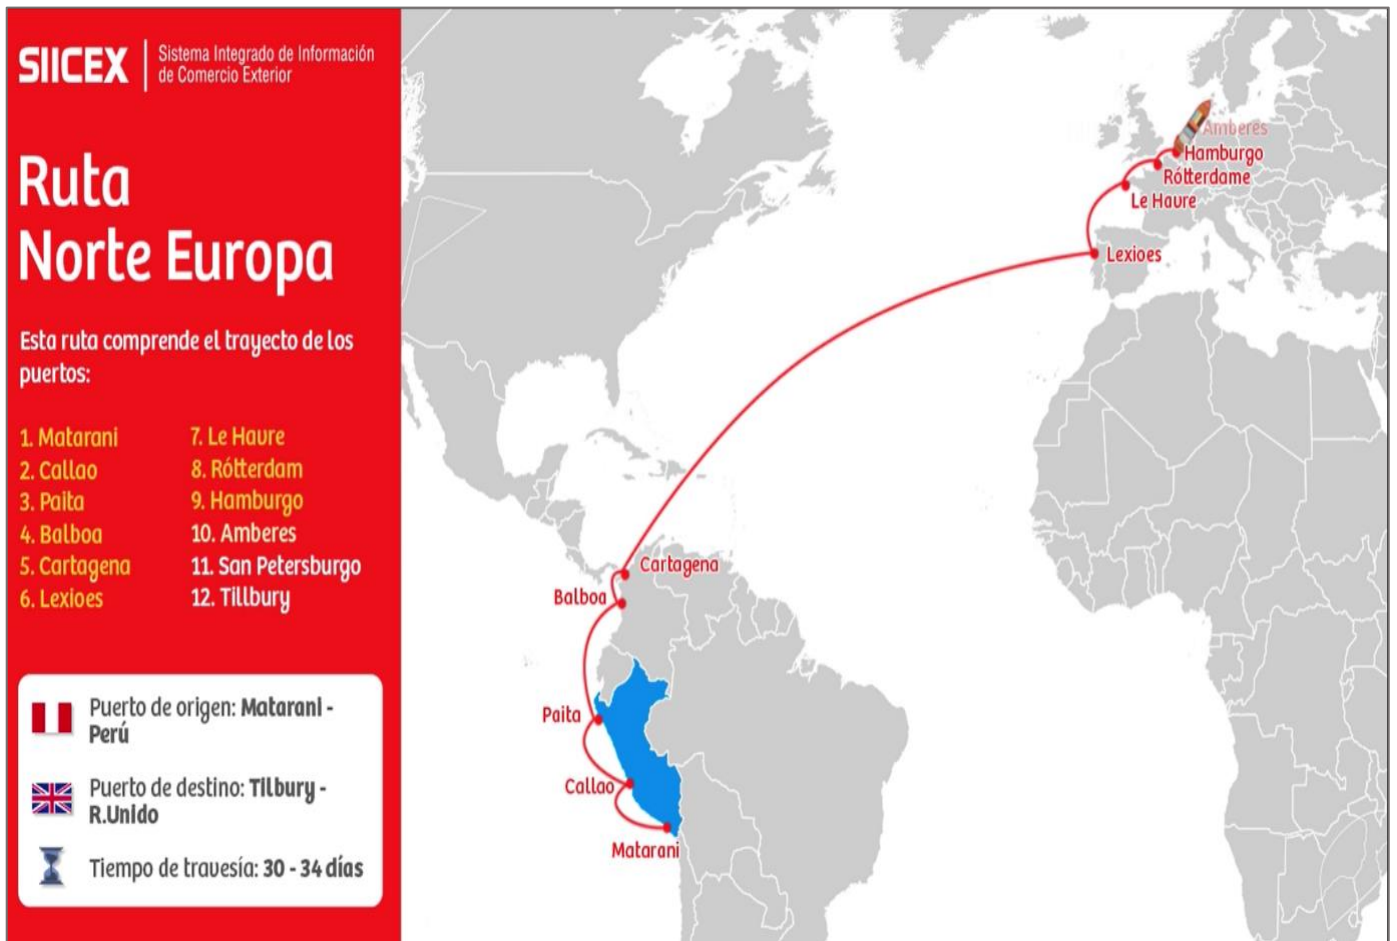 SIICEX
Sistema Integrado de Información
de Comercio Exterior
Ruta
Norte Europa
Esta ruta comprende el trayecto de los
puertos:
1. Matarani
2. Callao
3. Paita
4. Balboa
5. Cartagena
6. Lexioes
7. Le Havre
8. Rótterdam
9. Hamburgo
10. Amberes
11. San Petersburgo
12. Tillbury
Puerto de origen: Matarani -
Perú
Puerto de destino: Tilbury -
R.Unido
Tiempo de travesía: 30 - 34 días
Amberes
Hamburgo
Rótterdame
Le Havre
Lexioes
Cartagena
Balboa
Paita
Callao
Matarani